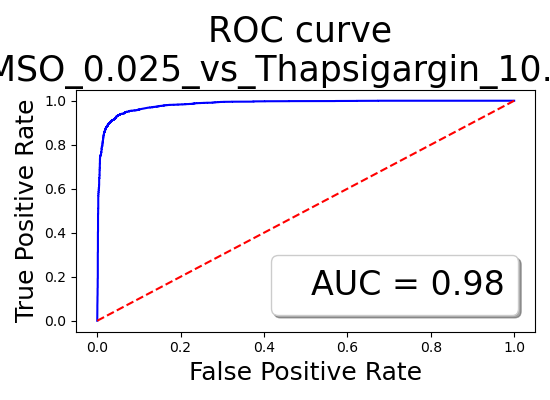 ROC curve
MSO_0.025_vs_Thapsigargin_10.
True Positive Rate
1.0
0.8
0.6
0.4
0.2
0.0
AUC = 0.98
0.0 0.2 0.4 0.6 0.8 1.0
False Positive Rate